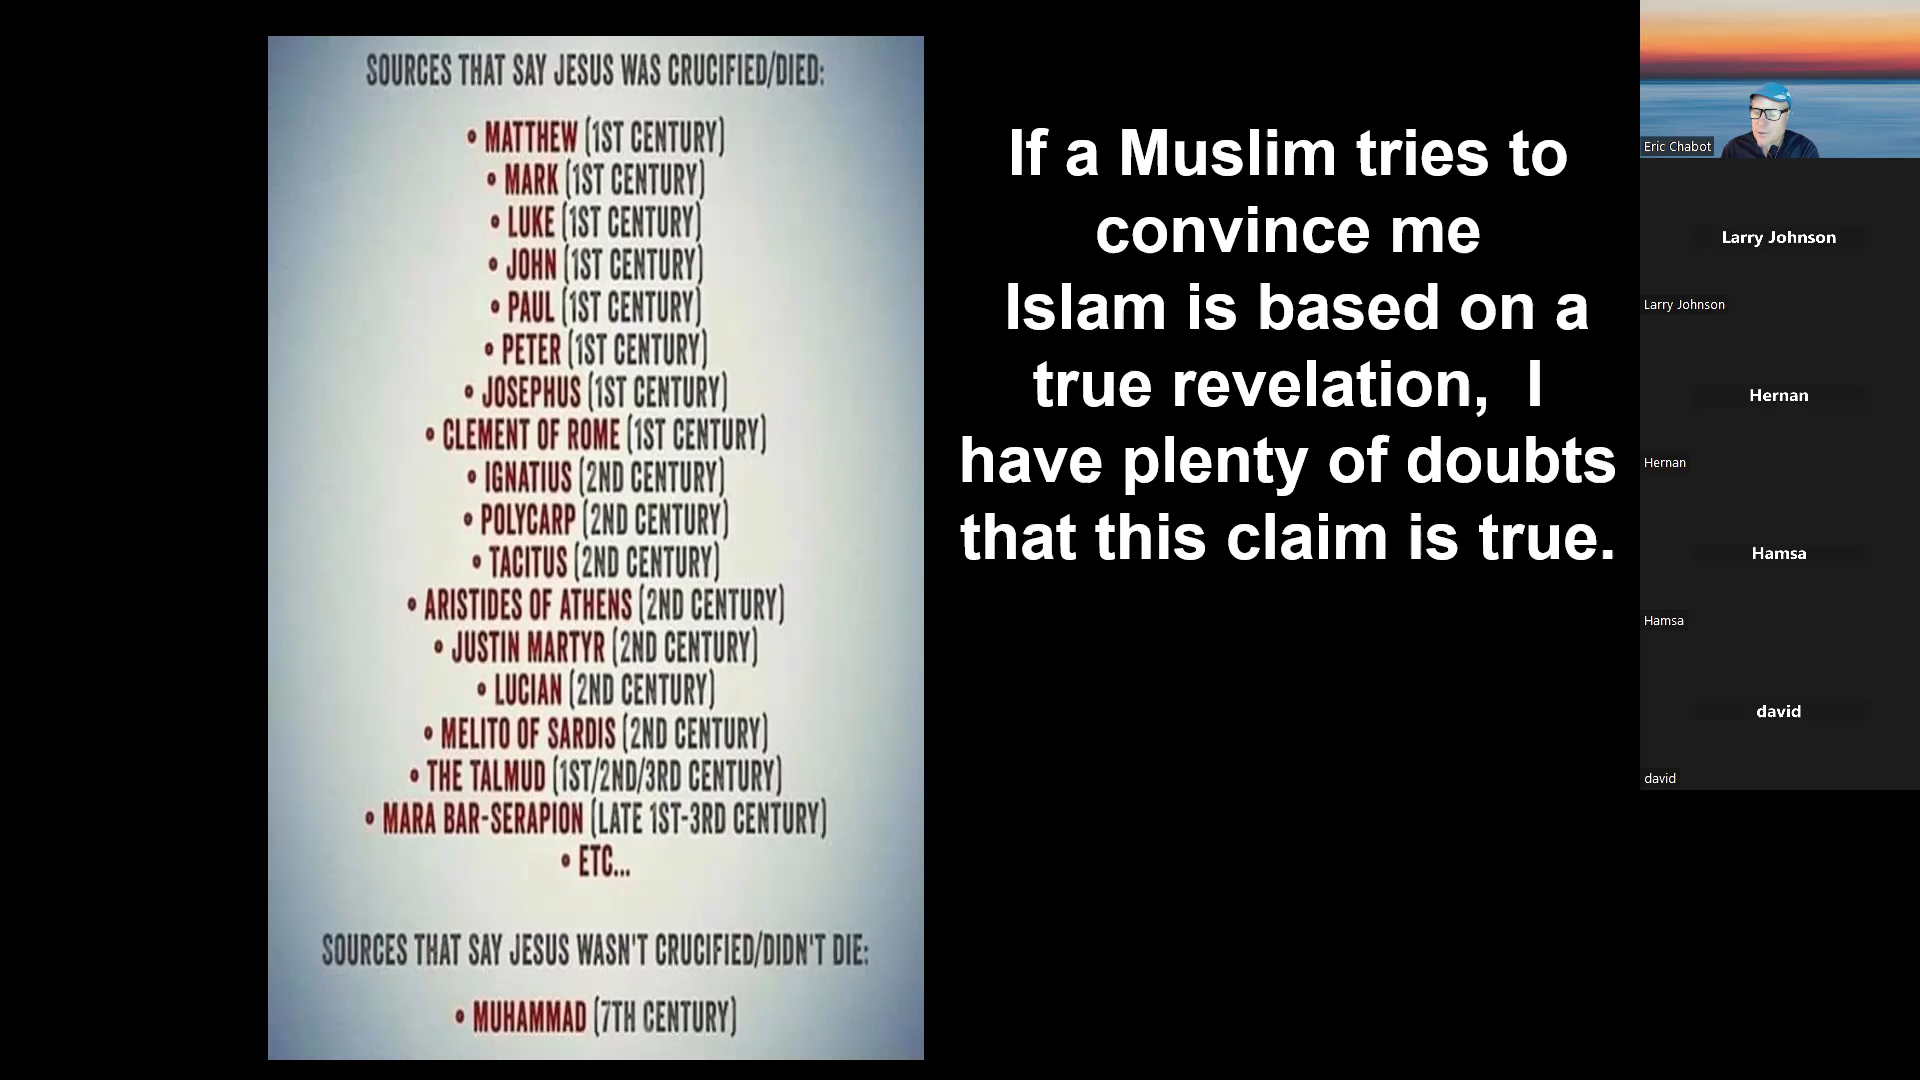 SOURCES THAT SAY JESUS WAS CRUCIFIED/DIED:
• MATTHEW (1ST CENTURY)
• MARK (1ST CENTURY)
• LUKE (1ST CENTURY)
• JOHN (1ST CENTURY)
• PAUL (1ST CENTURY)
• PETER (1ST CENTURY)
• JOSEPHUS (1ST CENTURY)
• CLEMENT OF ROME (1ST CENTURY)
• IGNATIUS (2ND CENTURY)
• POLYCARP (2ND CENTURY)
• TACITUS (2ND CENTURY)
• ARISTIDES OF ATHENS (2ND CENTURY)
• JUSTIN MARTYR (2ND CENTURY)
• LUCIAN (2ND CENTURY)
• MELITO OF SARDIS (2ND CENTURY)
• THE TALMUD (1ST/2ND/3RD CENTURY)
• MARA BAR-SERAPION (LATE 1ST-3RD CENTURY)
• ETC...
SOURCES THAT SAY JESUS WASN'T CRUCIFIED/DIDN'T DIE:
• MUHAMMAD (7TH CENTURY)
If a Muslim tries to
convince me
Islam is based on a
true revelation, I
have plenty of doubts
that this claim is true.
Eric Chabot
Larry Johnson
Larry Johnson
Hernan
Hernan
Hamsa
Hamsa
david
david